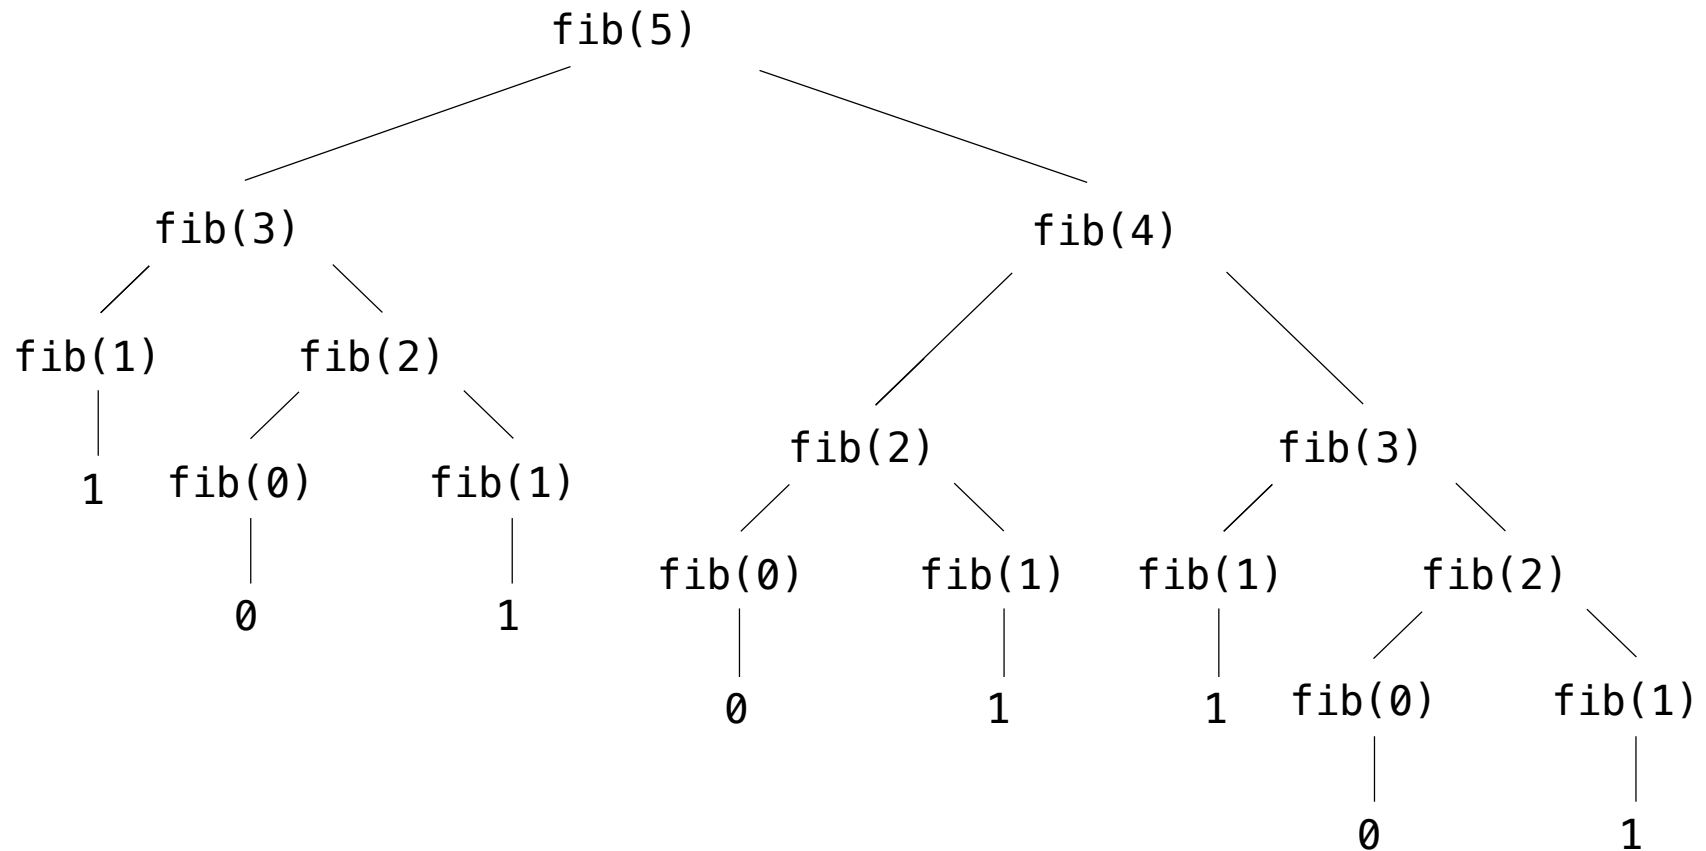 fib(5)
fib(3) fib(4)
fib(1) fib(2)
fib(2) fib(3)
1 fib(0) fib(1)
fib(0) fib(1) fib(1) fib(2)
0 1
0 1 1 fib(0) fib(1)
0 1